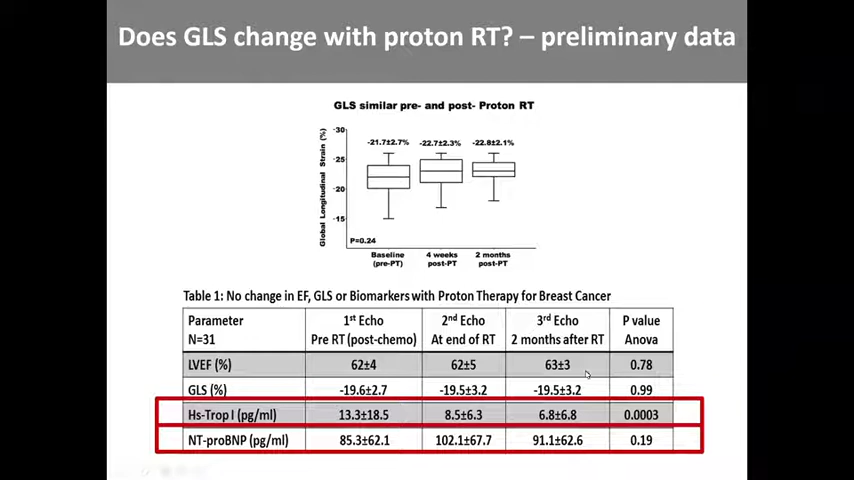 Does GLS change with proton RT? – preliminary data
GLS similar pre- and post- Proton RT
Global Longitudinal Strain (%)
-30
-25
-20
-15
-21.7±2.7%
-22.7±2.3%
-22.8±2.1%
P=0.24
Baseline (pre-PT)
4 weeks post-PT
2 months post-PT
Table 1: No change in EF, GLS or Biomarkers with Proton Therapy for Breast Cancer
Parameter 1st Echo 2nd Echo 3rd Echo P value
N=31 Pre RT (post-chemo) At end of RT 2 months after RT Anova
LVEF (%) 62±4 62±5 63±3 0.78
GLS (%) -19.6±2.7 -19.5±3.2 -19.5±3.2 0.99
Hs-Trop I (pg/ml) 13.3±18.5 8.5±6.3 6.8±6.8 0.0003
NT-proBNP (pg/ml) 85.3±62.1 102.1±67.7 91.1±62.6 0.19